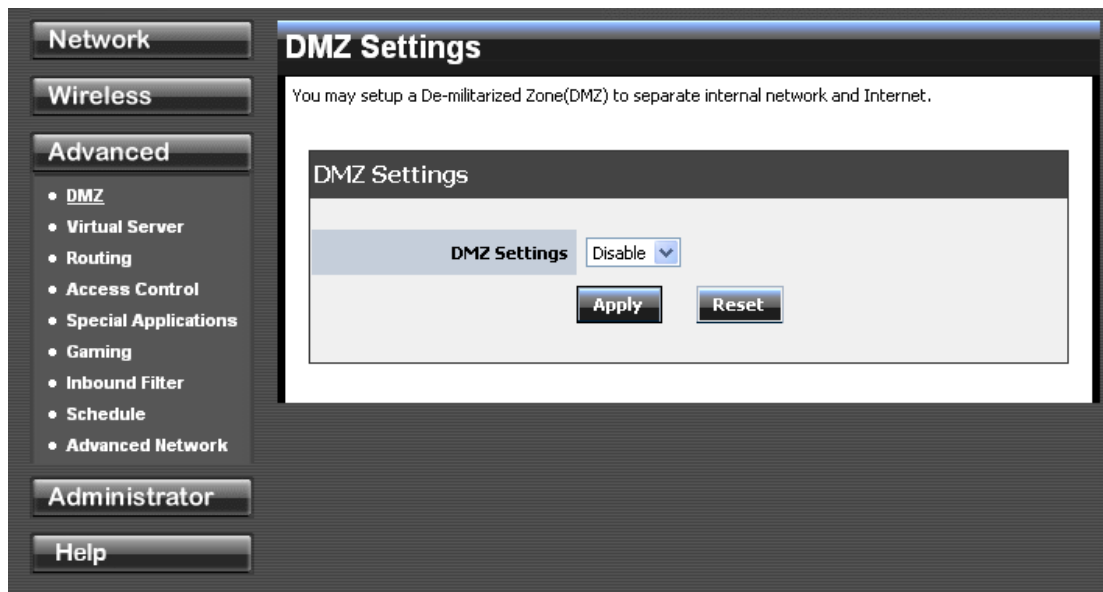 Network
Wireless
Advanced
DMZ
Virtual Server
Routing
Access Control
Special Applications
Gaming
Inbound Filter
Schedule
Advanced Network
Administrator
Help
DMZ Settings
You may setup a De-militarized Zone(DMZ) to separate internal network and Internet.
DMZ Settings
DMZ Settings Disable
Apply Reset